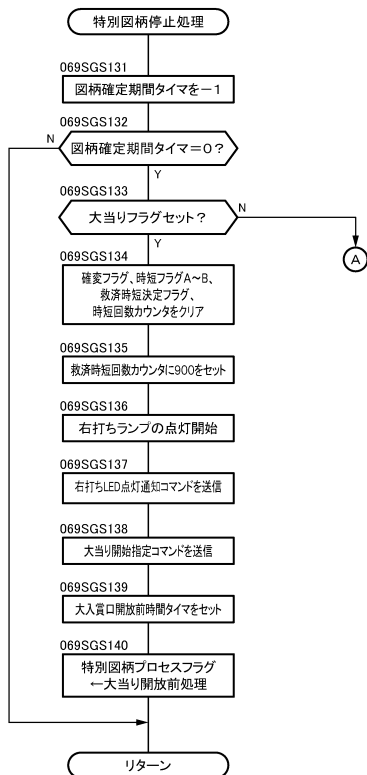 特別図柄停止処理
069SGS131
図柄確定期間タイマを－1
069SGS132
N
図柄確定期間タイマ＝0？
Y
069SGS133
大当りフラグセット？
N
Y
A
069SGS134
確変フラグ、時短フラグA～B、
救済時短決定フラグ、
時短回数カウンタをクリア
069SGS135
救済時短回数カウンタに900をセット
069SGS136
右打ちランプの点灯開始
069SGS137
右打ちLED点灯通知コマンドを送信
069SGS138
大当り開始指定コマンドを送信
069SGS139
大入賞口開放前時間タイマをセット
069SGS140
特別図柄プロセスフラグ
←大当り開放前処理
リターン